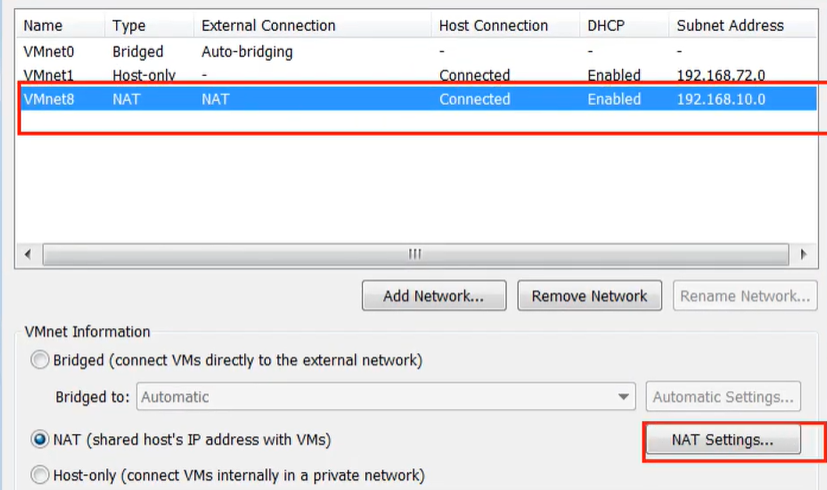 Name Type External Connection Host Connection DHCP Subnet Address
VMnet0 Bridged Auto-bridging - - -
VMnet1 Host-only - Connected Enabled 192.168.72.0
VMnet8 NAT NAT Connected Enabled 192.168.10.0
Add Network... Remove Network Rename Network...
VMnet Information
Bridged (connect VMs directly to the external network)
Bridged to: Automatic Automatic Settings...
NAT (shared host's IP address with VMs) NAT Settings...
Host-only (connect VMs internally in a private network)